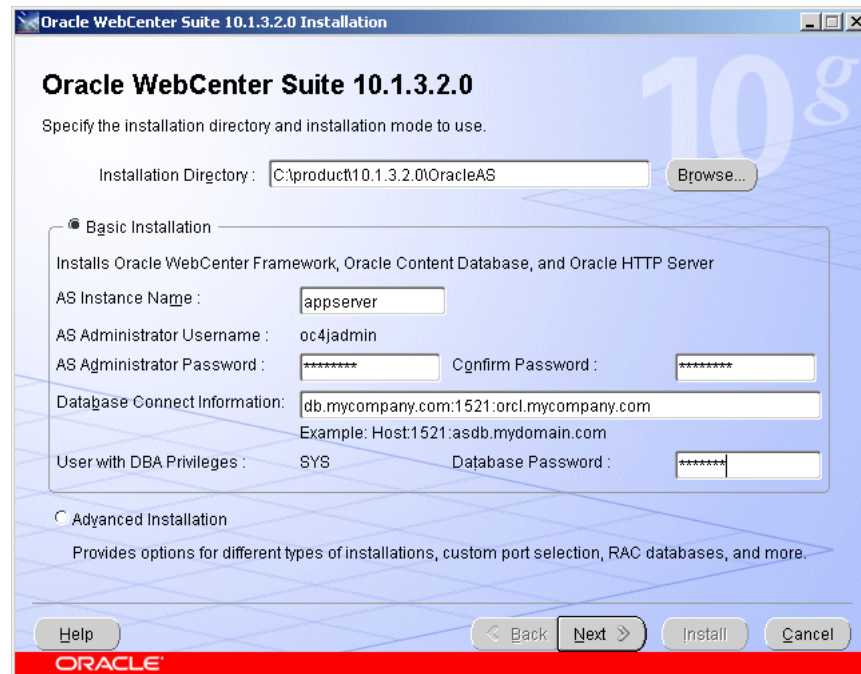 Oracle WebCenter Suite 10.1.3.2.0 Installation
10g
Oracle WebCenter Suite 10.1.3.2.0
Specify the installation directory and installation mode to use.
Installation Directory : C:\product\10.1.3.2.0\OracleAS Browse...
Basic Installation
Installs Oracle WebCenter Framework, Oracle Content Database, and Oracle HTTP Server
AS Instance Name : appserver
AS Administrator Username : oc4jadmin
AS Administrator Password : ******** Confirm Password : ********
Database Connect Information: db.mycompany.com:1521:orcl.mycompany.com
Example: Host:1521:asdb.mydomain.com
User with DBA Privileges : SYS Database Password : *******
Advanced Installation
Provides options for different types of installations, custom port selection, RAC databases, and more.
Help Back Next Install Cancel
ORACLE